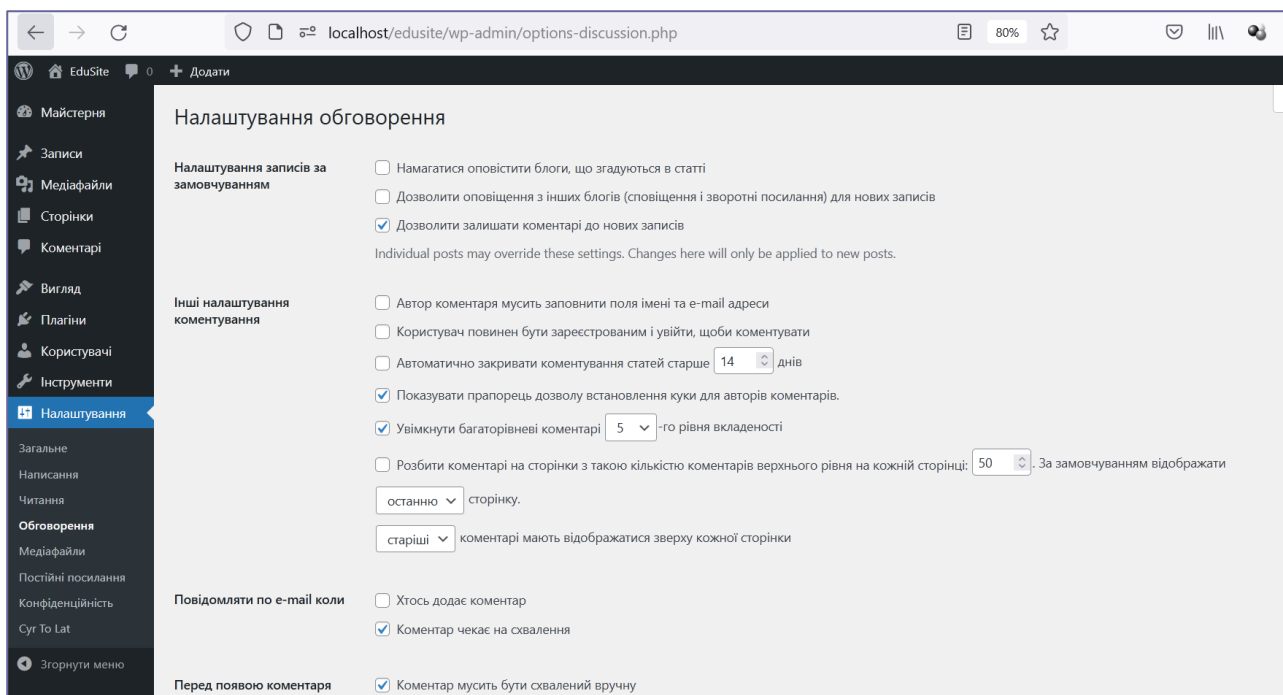 localhost/edusite/wp-admin/options-discussion.php 80%
EduSite 0 Додати
Майстерня
Записи
Медіафайли
Сторінки
Коментарі
Вигляд
Плагіни
Користувачі
Інструменти
Налаштування
Загальне
Написання
Читання
Обговорення
Медіафайли
Постійні посилання
Конфіденційність
Cyr To Lat
Згорнути меню
Налаштування обговорення
Налаштування записів за
замовчуванням
Намагатися оповістити блоги, що згадуються в статті
Дозволити оповіщення з інших блогів (сповіщення і зворотні посилання) для нових записів
Дозволити залишати коментарі до нових записів
Individual posts may override these settings. Changes here will only be applied to new posts.
Інші налаштування
коментування
Автор коментаря мусить заповнити поля імені та e-mail адреси
Користувач повинен бути зареєстрованим і увійти, щоби коментувати
Автоматично закривати коментування статей старше 14 днів
Показувати прапорець дозволу встановлення куки для авторів коментарів.
Увімкнути багаторівневі коментарі 5 -го рівня вкладеності
Розбити коментарі на сторінки з такою кількістю коментарів верхнього рівня на кожній сторінці: 50 . За замовчуванням відображати
останню сторінку.
старіші коментарі мають відображатися зверху кожної сторінки
Повідомляти по e-mail коли
Хтось додає коментар
Коментар чекає на схвалення
Перед появою коментаря
Коментар мусить бути схвалений вручну